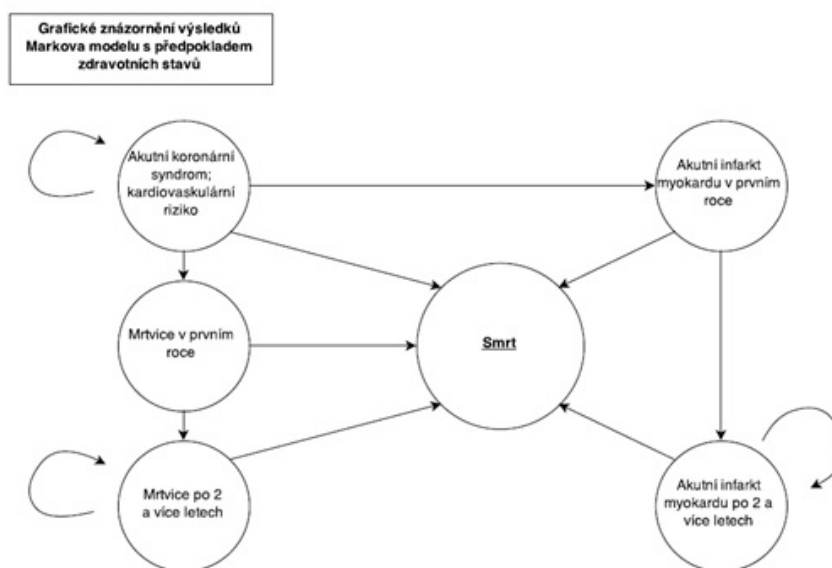 Grafické znázornění výsledků
Markova modelu s předpokladem
zdravotních stavů
Akutní koronární
syndrom;
kardiovaskulární
riziko
Akutní infarkt
myokardu v prvním
roce
Mrtvice v prvním
roce
Smrt
Mrtvice po 2
a více letech
Akutní infarkt
myokardu po 2 a
více letech